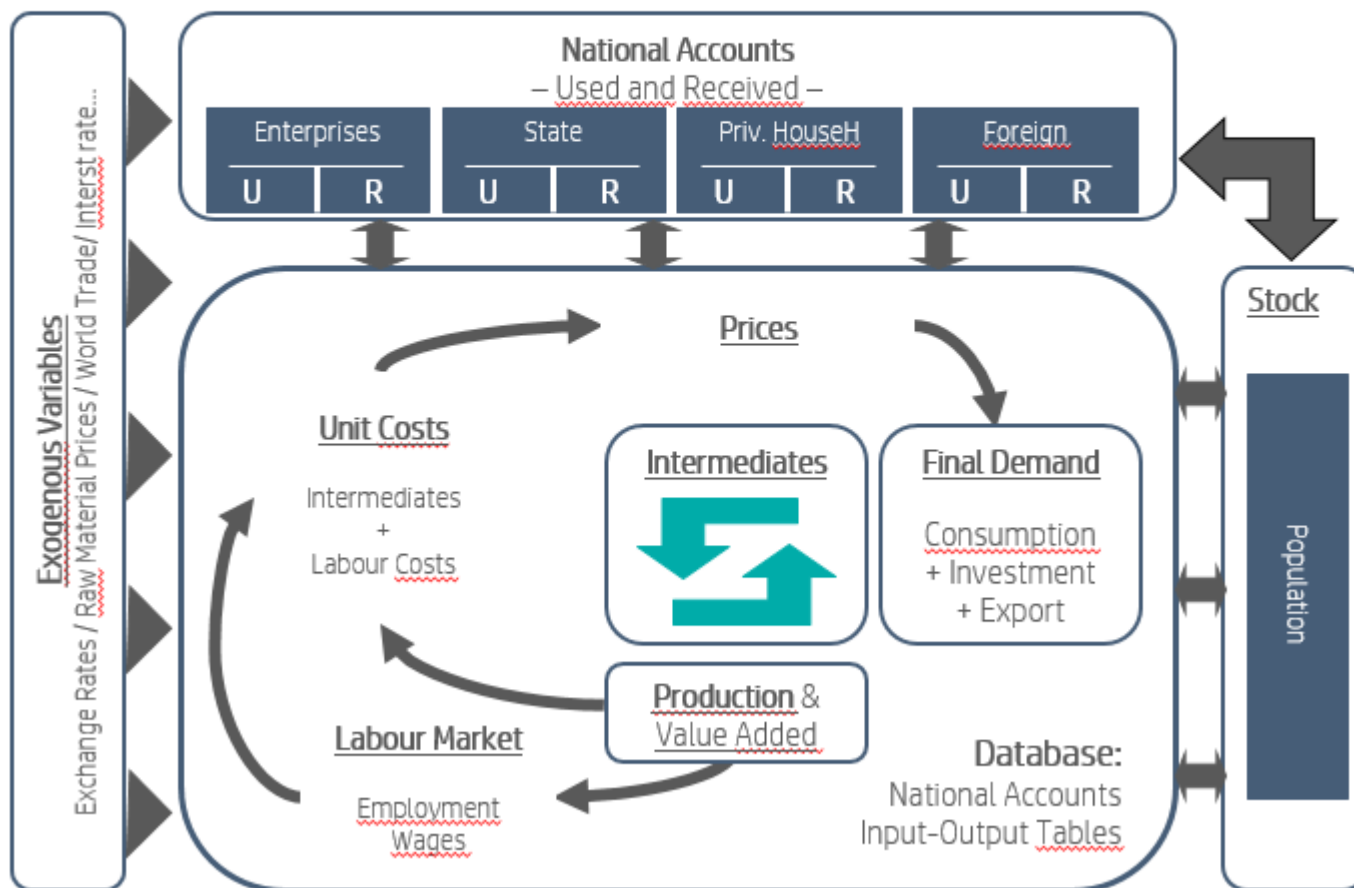 Exogenous Variables
Exchange Rates / Raw Material Prices / World Trade/ Interst rate...
National Accounts
– Used and Received –
Enterprises
U R
State
U R
Priv. HouseH
U R
Foreign
U R
Prices
Unit Costs
Intermediates
+
Labour Costs
Intermediates
Final Demand
Consumption
+ Investment
+ Export
Production &
Value Added
Labour Market
Employment
Wages
Database:
National Accounts
Input-Output Tables
Stock
Population